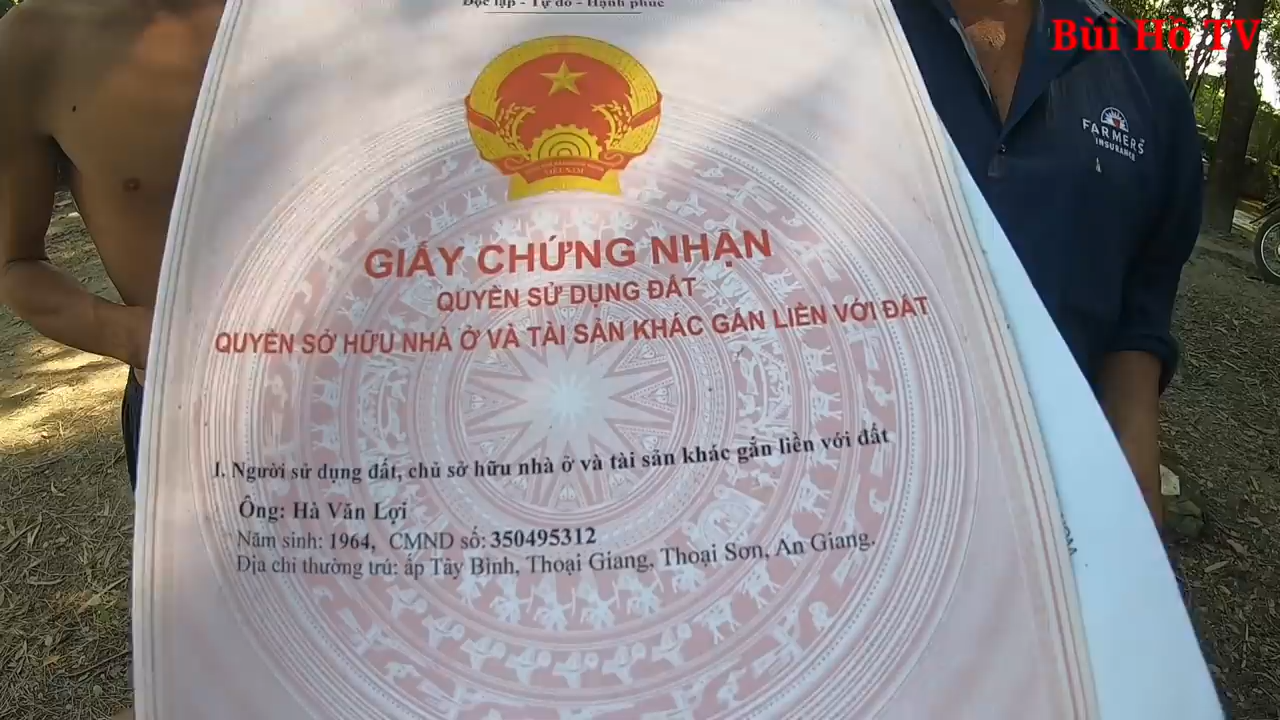 Độc lập - Tự do - Hạnh phúc
Bùi Hồ TV
FARMERS
INSURANCE
VIỆT NAM
GIẤY CHỨNG NHẬN
QUYỀN SỬ DỤNG ĐẤT
QUYỀN SỞ HỮU NHÀ Ở VÀ TÀI SẢN KHÁC GẮN LIỀN VỚI ĐẤT
I. Người sử dụng đất, chủ sở hữu nhà ở và tài sản khác gắn liền với đất
Ông: Hà Văn Lợi
Năm sinh: 1964, CMND số: 350495312
Địa chỉ thường trú: ấp Tây Bình, Thoại Giang, Thoại Sơn, An Giang.